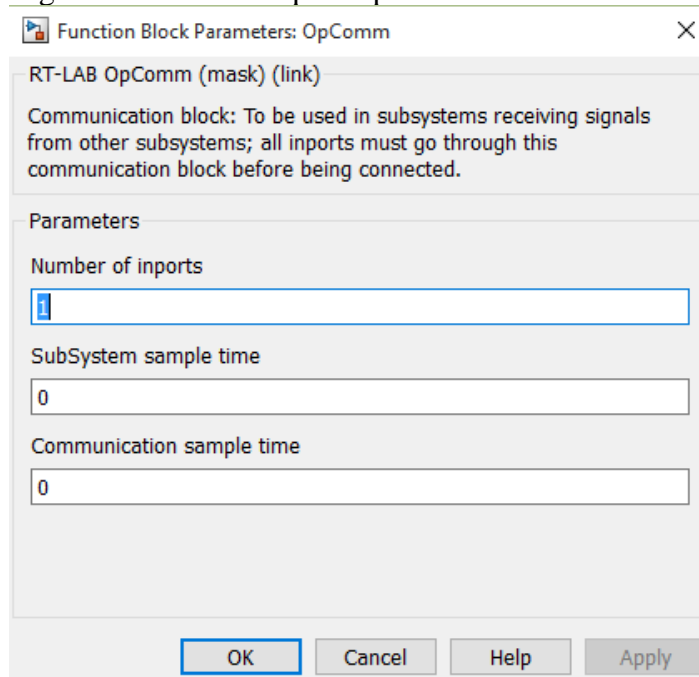 Function Block Parameters: OpComm
RT-LAB OpComm (mask) (link)
Communication block: To be used in subsystems receiving signals
from other subsystems; all inports must go through this
communication block before being connected.
Parameters
Number of inports
1
SubSystem sample time
0
Communication sample time
0
OK Cancel Help Apply